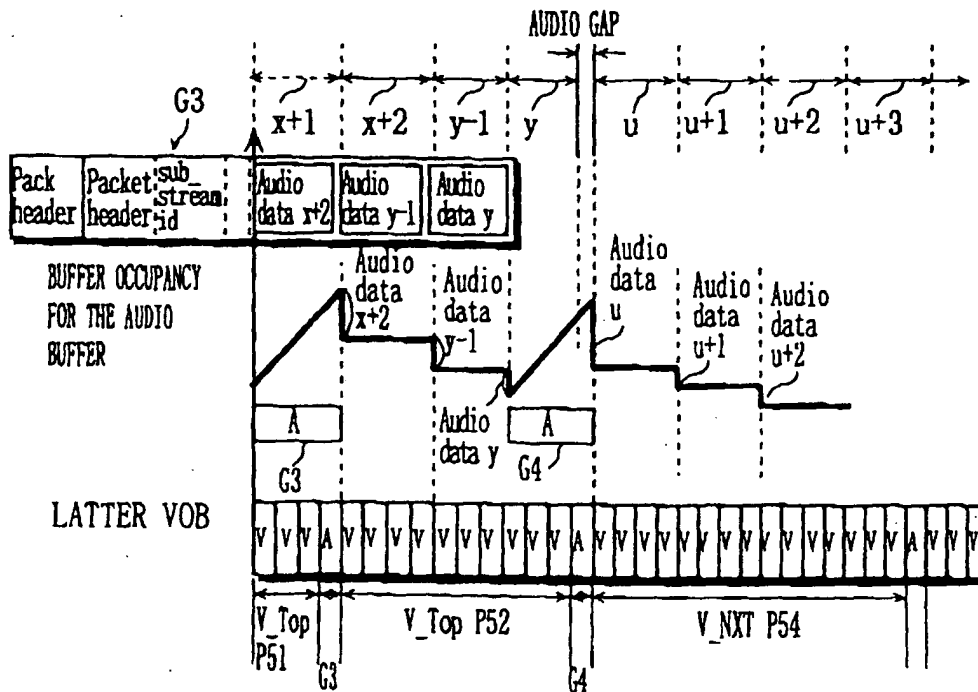 AUDIO GAP
x+1 x+2 y-1 y u u+1 u+2 u+3
G3
Pack header
Packet header
sub_stream_id
Audio data x+2
Audio data y-1
Audio data y
BUFFER OCCUPANCY
FOR THE AUDIO
BUFFER
Audio data x+2
Audio data y-1
Audio data y
Audio data u
Audio data u+1
Audio data u+2
A
G3
A
G4
LATTER VOB
V V V A V V V V V V V V V V A V V V V V V V V V V V V V V V A V V V
V_Top P51
G3
V_Top P52
G4
V_NXT P54